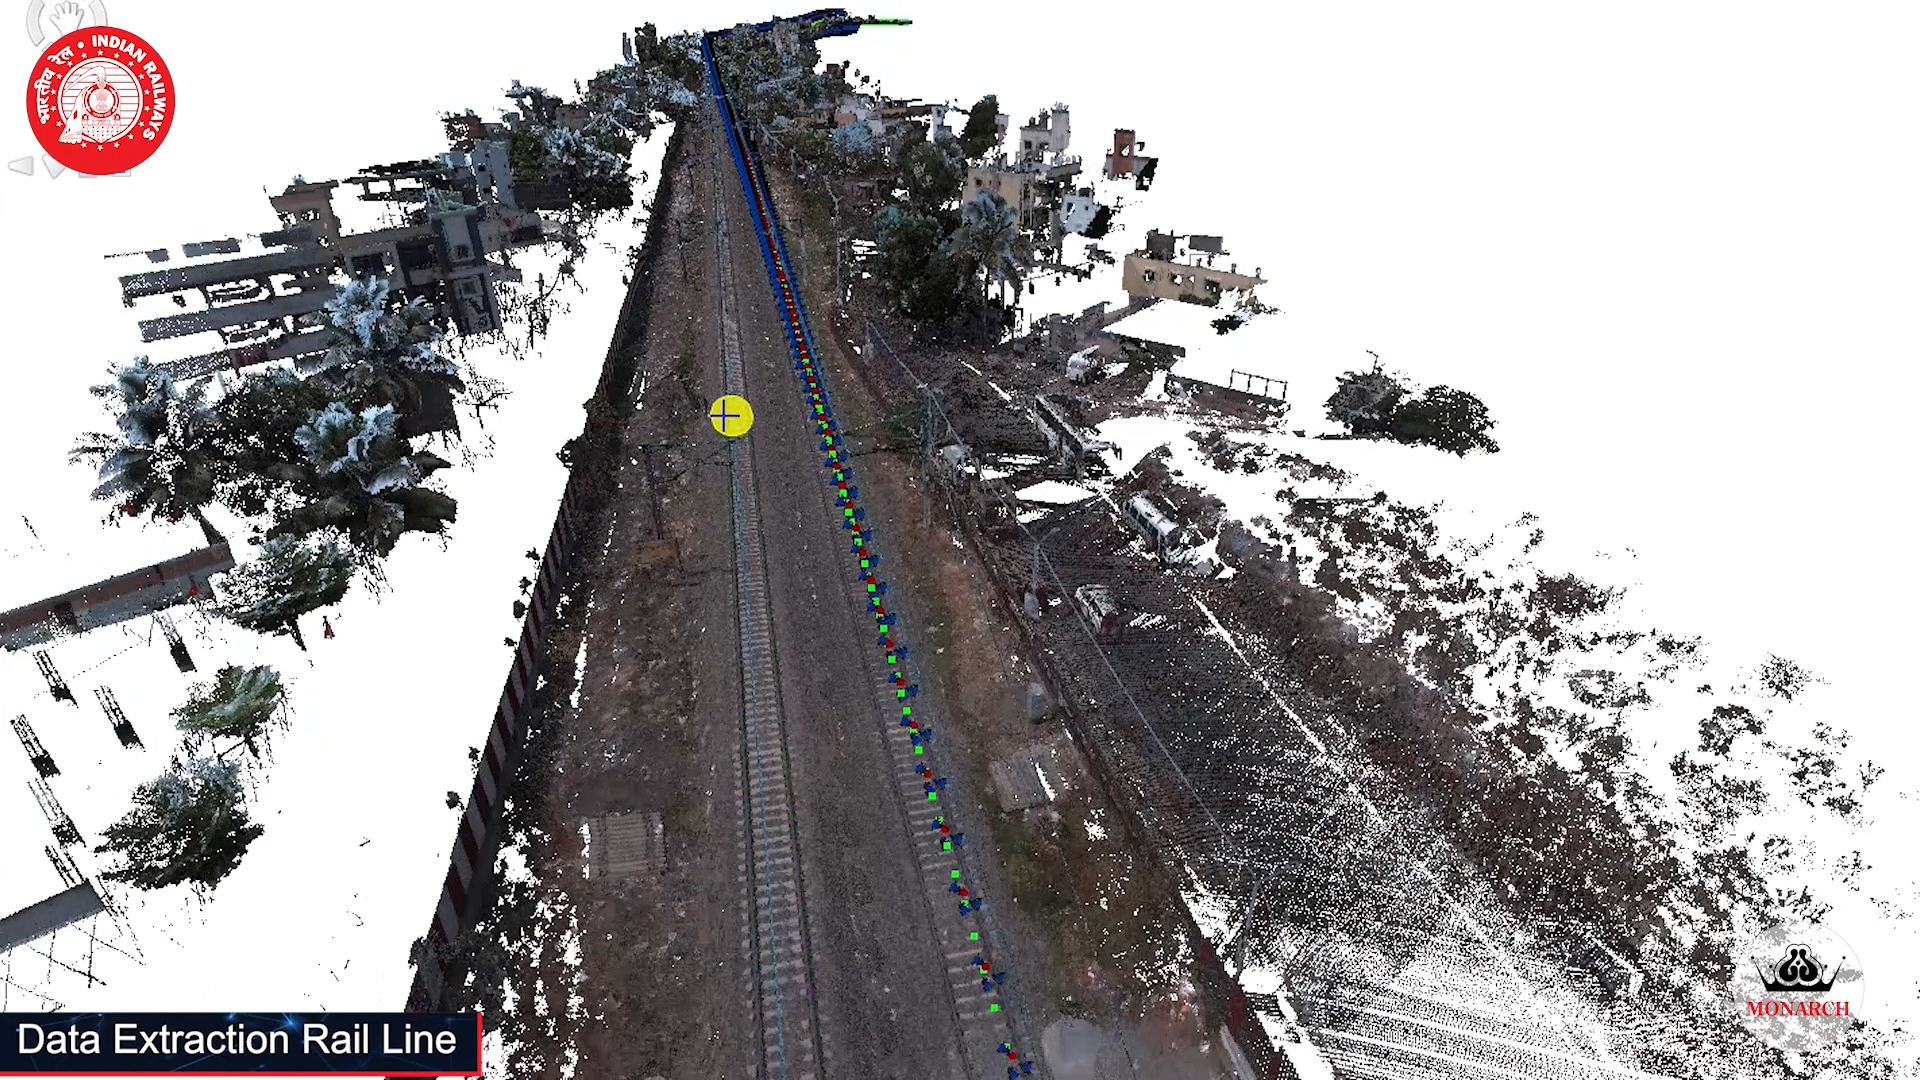 भारतीय रेल • INDIAN RAILWAYS
MONARCH
Data Extraction Rail Line